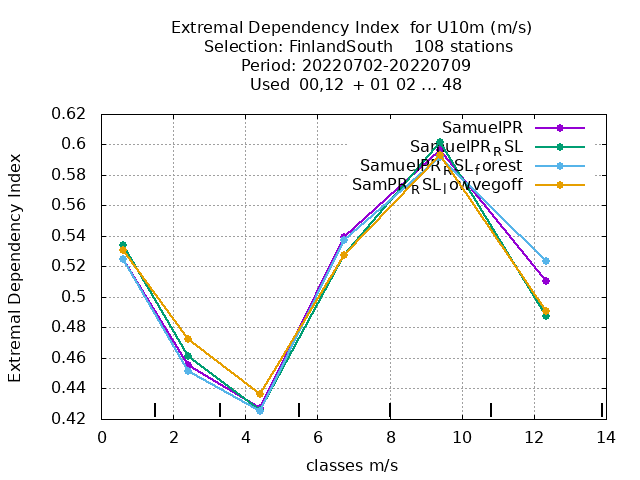 Extremal Dependency Index  for U10m (m/s)
Selection: FinlandSouth    108 stations
Period: 20220702-20220709
Used  00,12  + 01 02 ... 48
Extremal Dependency Index
0.62
0.6
0.58
0.56
0.54
0.52
0.5
0.48
0.46
0.44
0.42
SamuelPR
SamuelPR_RSL
SamuelPR_RSL_forest
SamPR_RSL_lowvegoff
0 2 4 6 8 10 12 14
classes m/s